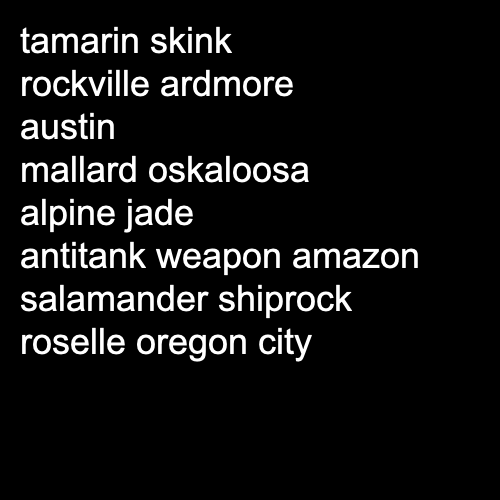 tamarin skink
rockville ardmore
austin
mallard oskaloosa
alpine jade
antitank weapon amazon
salamander shiprock
roselle oregon city